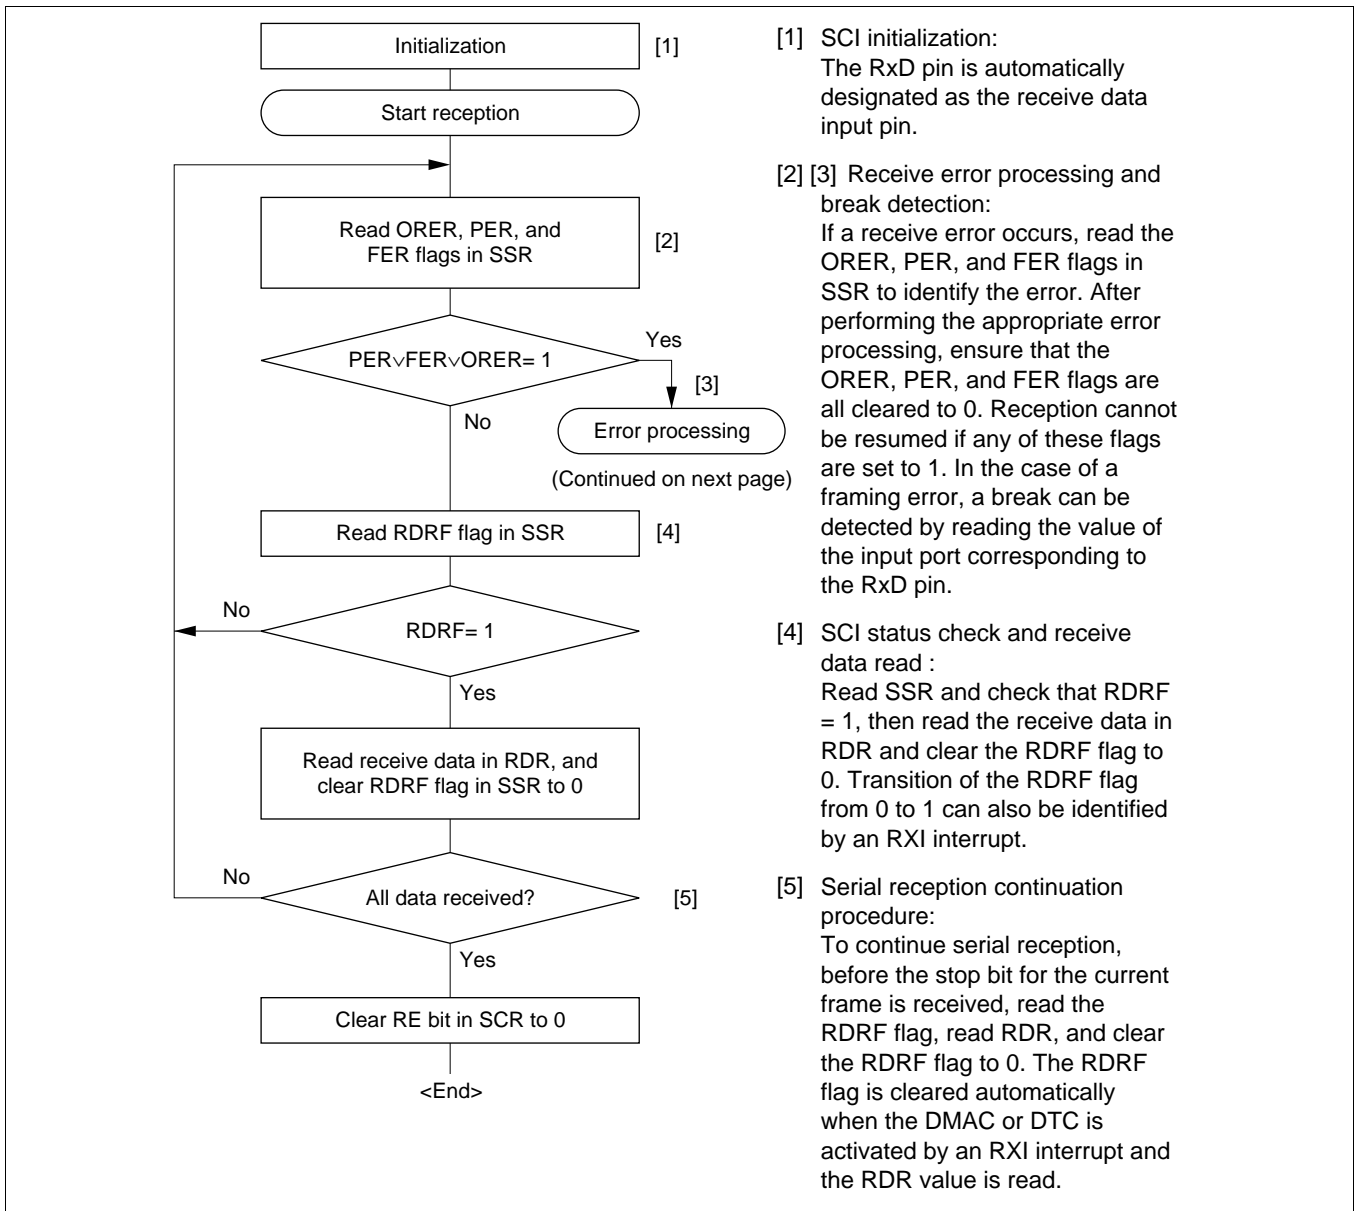 Initialization
[1]
Start reception
Read ORER, PER, and
FER flags in SSR
[2]
PER∨FER∨ORER= 1
Yes
[3]
No
Error processing
(Continued on next page)
Read RDRF flag in SSR
[4]
No
RDRF= 1
Yes
Read receive data in RDR, and
clear RDRF flag in SSR to 0
No
All data received?
[5]
Yes
Clear RE bit in SCR to 0
<End>
[1] SCI initialization:
The RxD pin is automatically
designated as the receive data
input pin.
[2] [3] Receive error processing and
break detection:
If a receive error occurs, read the
ORER, PER, and FER flags in
SSR to identify the error. After
performing the appropriate error
processing, ensure that the
ORER, PER, and FER flags are
all cleared to 0. Reception cannot
be resumed if any of these flags
are set to 1. In the case of a
framing error, a break can be
detected by reading the value of
the input port corresponding to
the RxD pin.
[4] SCI status check and receive
data read :
Read SSR and check that RDRF
= 1, then read the receive data in
RDR and clear the RDRF flag to
0. Transition of the RDRF flag
from 0 to 1 can also be identified
by an RXI interrupt.
[5] Serial reception continuation
procedure:
To continue serial reception,
before the stop bit for the current
frame is received, read the
RDRF flag, read RDR, and clear
the RDRF flag to 0. The RDRF
flag is cleared automatically
when the DMAC or DTC is
activated by an RXI interrupt and
the RDR value is read.